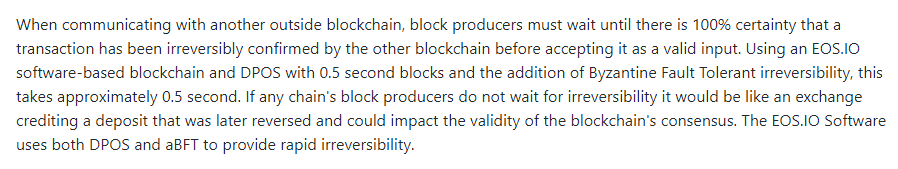 When communicating with another outside blockchain, block producers must wait until there is 100% certainty that a
transaction has been irreversibly confirmed by the other blockchain before accepting it as a valid input. Using an EOS.IO
software-based blockchain and DPOS with 0.5 second blocks and the addition of Byzantine Fault Tolerant irreversibility, this
takes approximately 0.5 second. If any chain's block producers do not wait for irreversibility it would be like an exchange
crediting a deposit that was later reversed and could impact the validity of the blockchain's consensus. The EOS.IO Software
uses both DPOS and aBFT to provide rapid irreversibility.